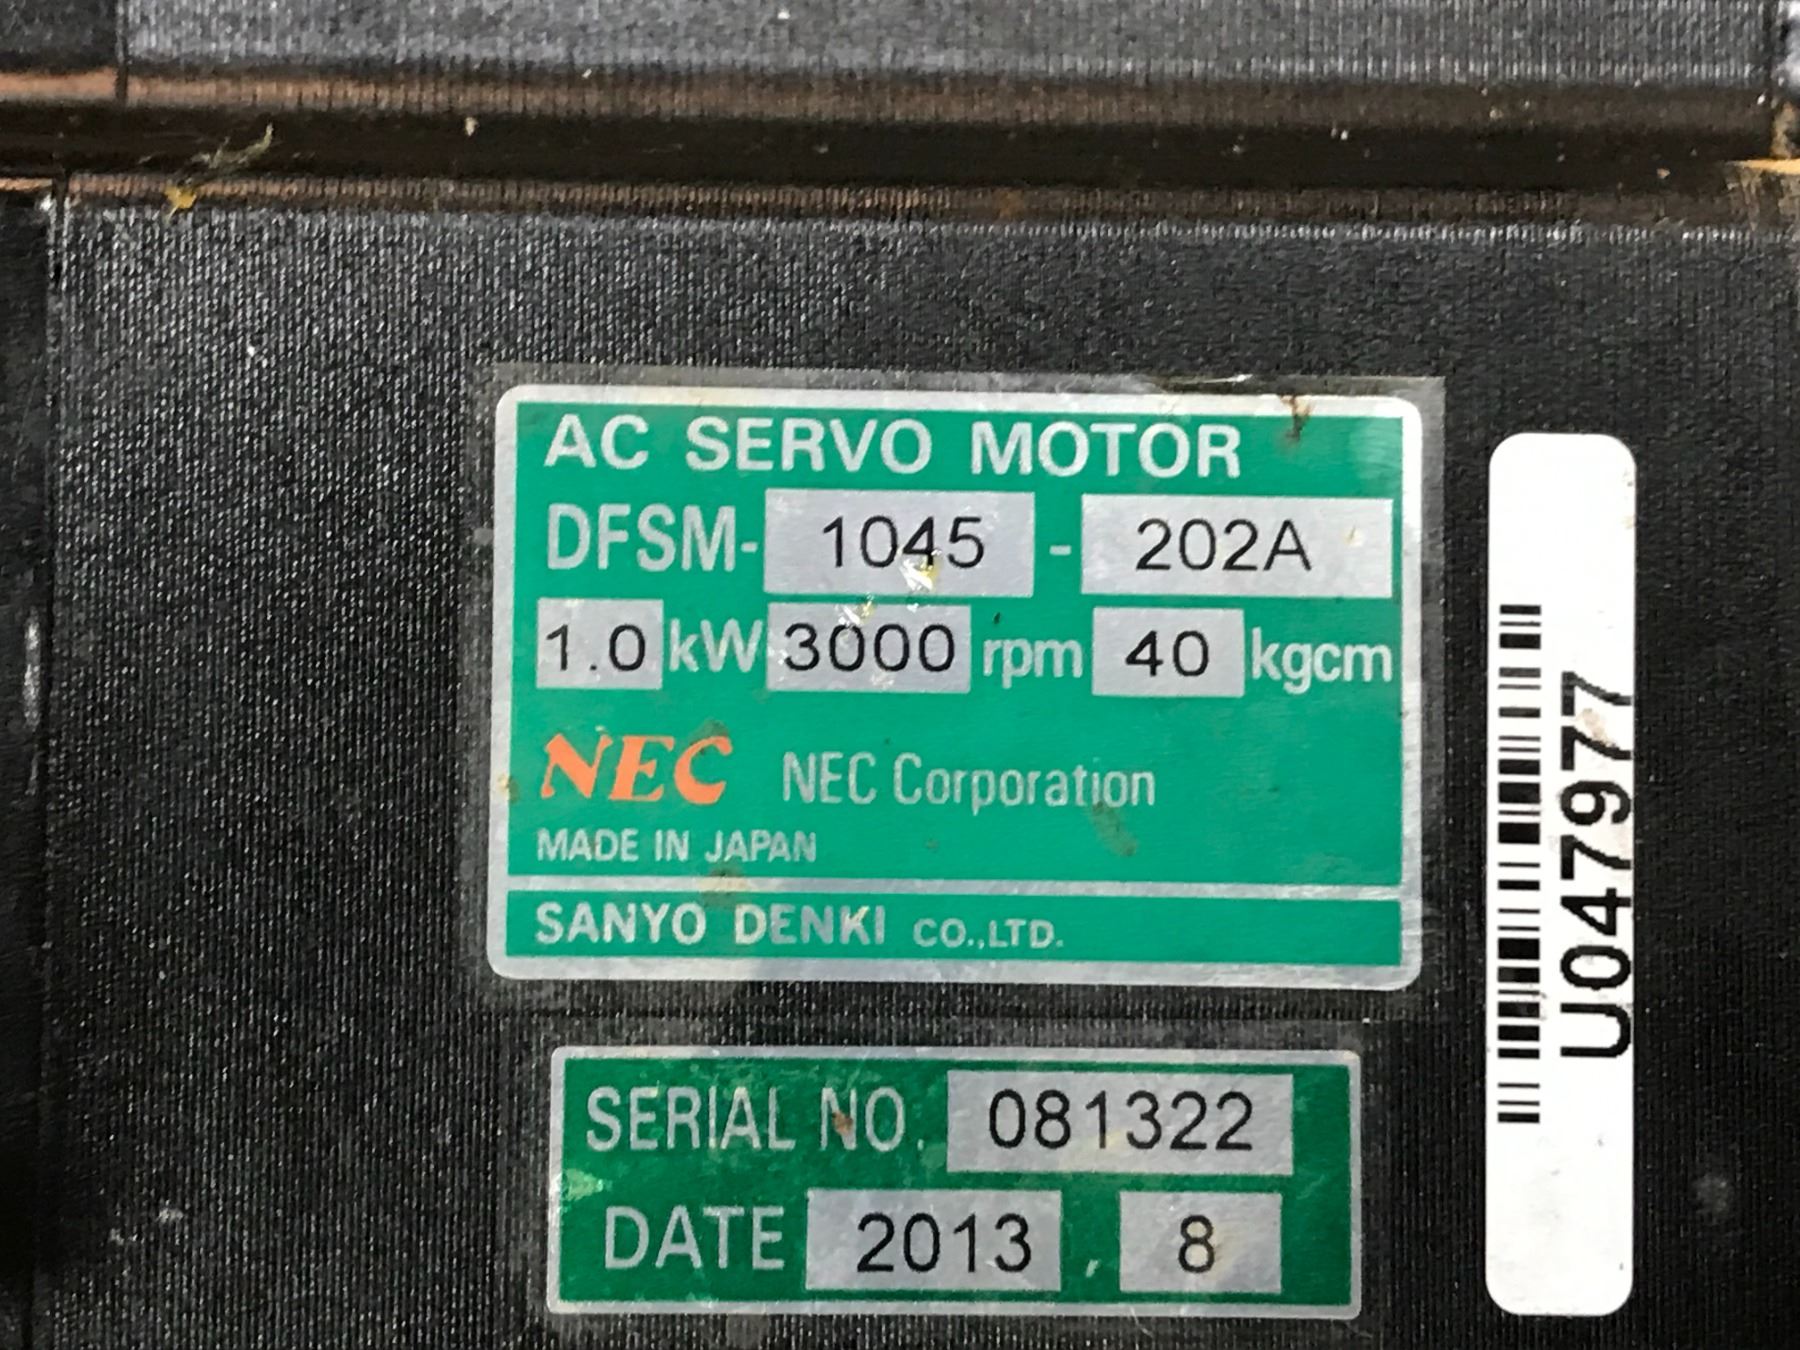 AC SERVO MOTOR
DFSM- 1045 - 202A
1.0 kW 3000 rpm 40 kgcm
NEC NEC Corporation
MADE IN JAPAN
SANYO DENKI CO.,LTD.
SERIAL NO. 081322
DATE 2013 , 8
U047977